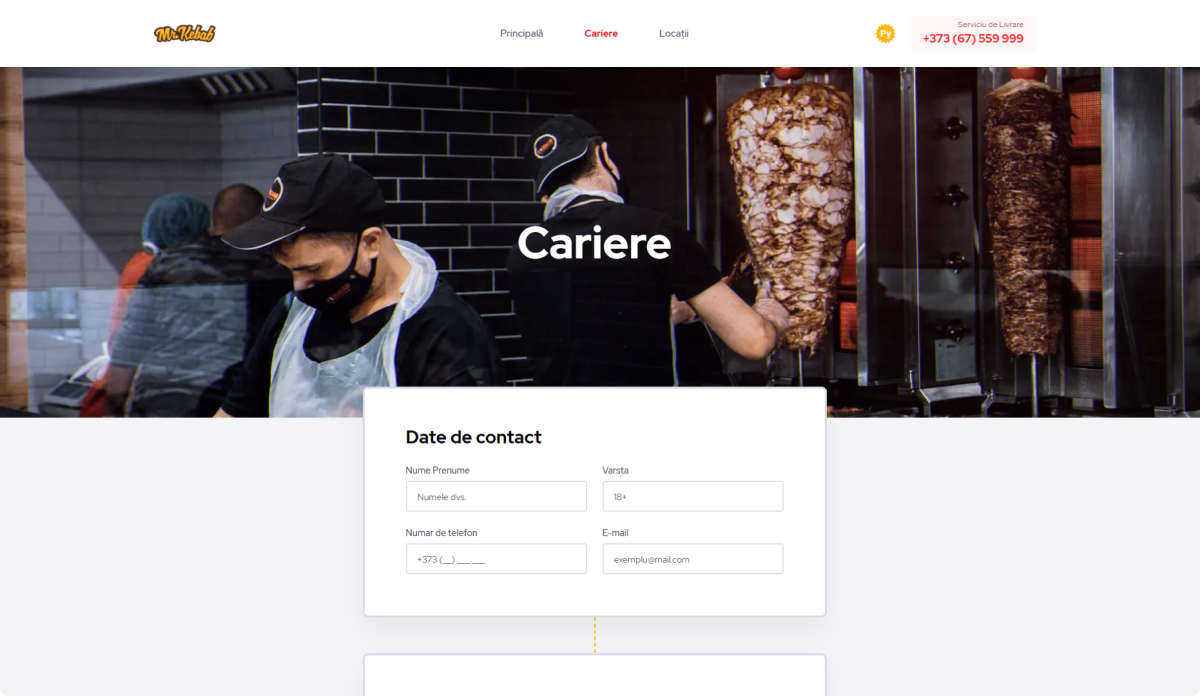 Mr.Kebab
Principală
Cariere
Locații
Ру
Serviciu de Livrare
+373 (67) 559 999
Cariere
Date de contact
Nume Prenume
Varsta
Numele dvs.
18+
Numar de telefon
E-mail
+373 (__) ___ ___
exemplu@mail.com